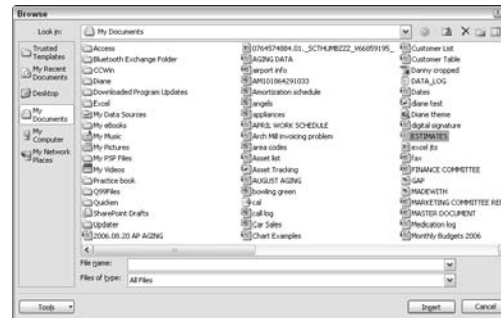 Browse
Look in:
My Documents
Trusted Templates
My Recent Documents
Desktop
My Documents
My Computer
My Network Places
Access
Bluetooth Exchange Folder
CCWin
Diane
Downloaded Program Updates
Excel
My Data Sources
My eBooks
My Music
My Pictures
My PSP Files
My Videos
Practice book
Q99Files
Quicken
SharePoint Drafts
Updater
2006.08.20 AP AGING
0764574884.01._SCTHUMBZZZ_V66859195_
AGING DATA
airport info
AM101064291033
Amortization schedule
angels
appliances
APRIL WORK SCHEDULE
Arch Mill invoicing problem
area codes
Asset list
Asset Tracking
AUGUST AGING
bowling green
cal
call log
Car Sales
Chart Examples
Customer List
Customer Table
Danny cropped
DATA_LOG
Dates
diane test
Diane theme
digital signature
ESTIMATES
excel jts
fax
FINANCE COMMITTEE
GAP
MADEWITH
MARKETING COMMITTEE RE
MASTER DOCUMENT
Medication log
Monthly Budgets 2006
File name:
Files of type:
All Files
Tools
Insert
Cancel